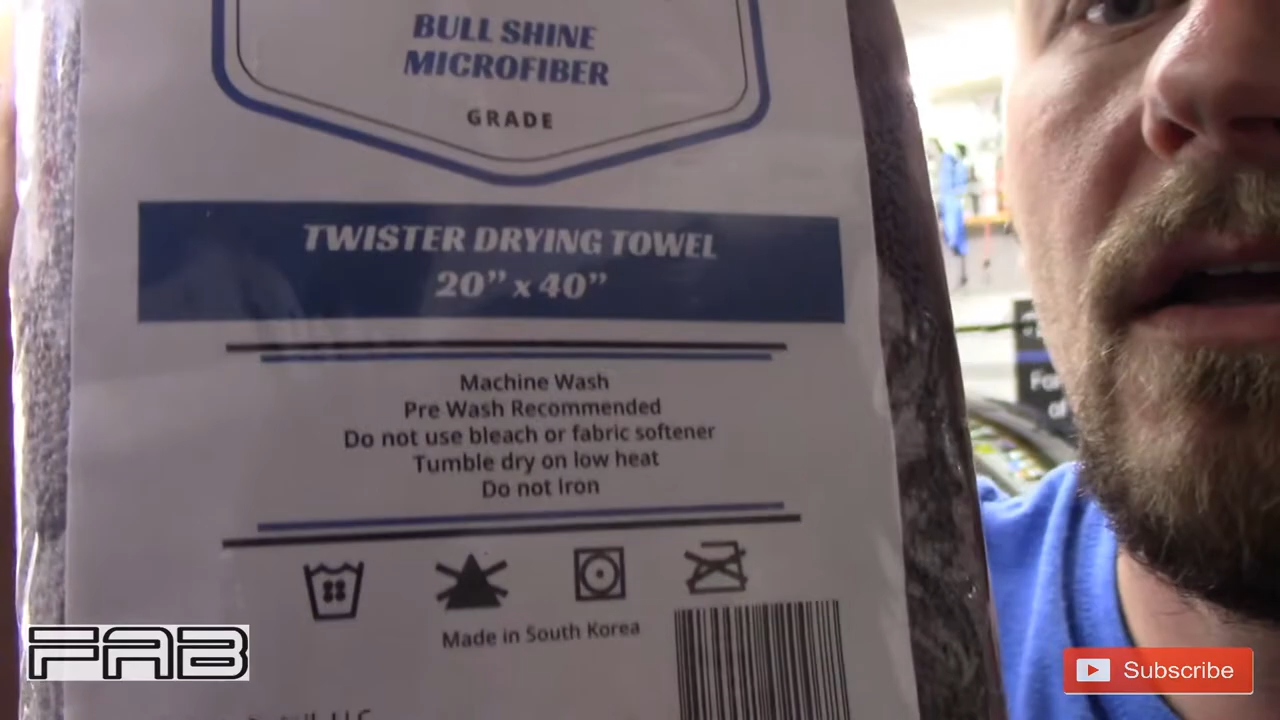 BULL SHINE
MICROFIBER
GRADE
TWISTER DRYING TOWEL
20” x 40”
Machine Wash
Pre Wash Recommended
Do not use bleach or fabric softener
Tumble dry on low heat
Do not Iron
Made in South Korea
LLC
FAB
Subscribe